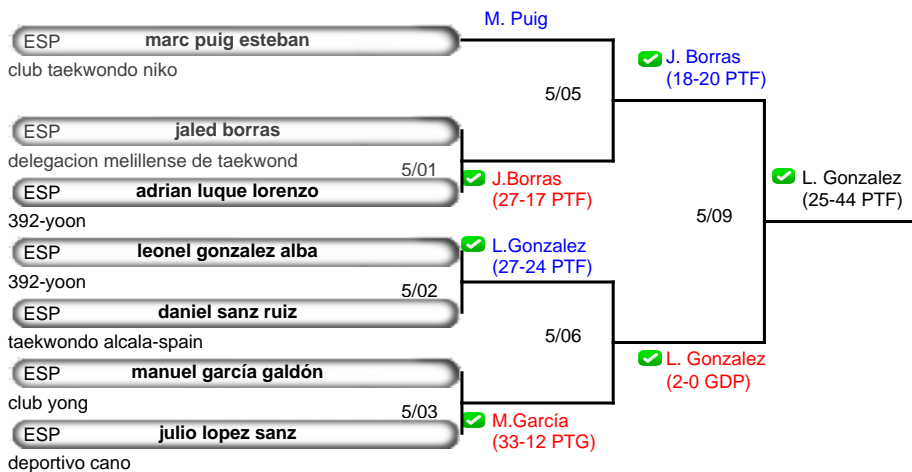 M. Puig
ESP marc puig esteban
club taekwondo niko
J. Borras
(18-20 PTF)
5/05
ESP jaled borras
delegacion melillense de taekwond
5/01
ESP adrian luque lorenzo
392-yoon
J.Borras
(27-17 PTF)
L. Gonzalez
(25-44 PTF)
5/09
ESP leonel gonzalez alba
392-yoon
L.Gonzalez
(27-24 PTF)
5/02
ESP daniel sanz ruiz
taekwondo alcala-spain
5/06
ESP manuel garcía galdón
club yong
L. Gonzalez
(2-0 GDP)
5/03
ESP julio lopez sanz
deportivo cano
M.García
(33-12 PTG)